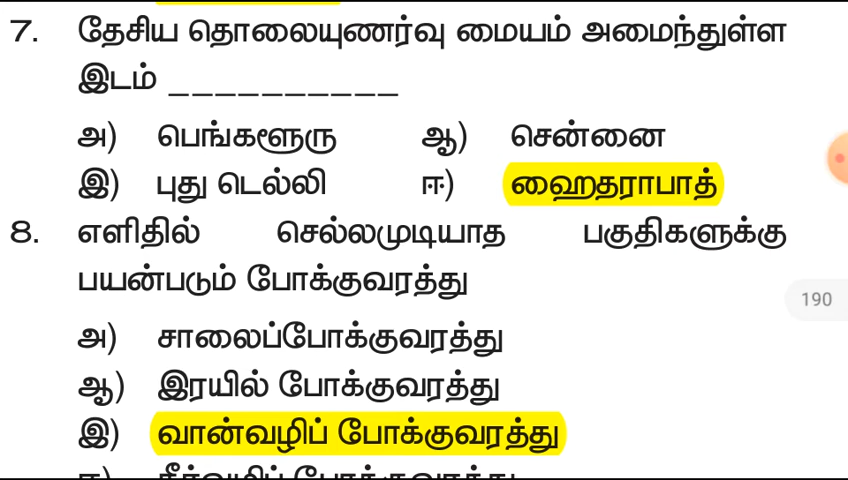 7. தேசிய தொலையுணர்வு மையம் அமைந்துள்ள
இடம் __________
அ) பெங்களூரு ஆ) சென்னை
இ) புது டெல்லி ஈ) ஹைதராபாத்
8. எளிதில் செல்லமுடியாத பகுதிகளுக்கு
பயன்படும் போக்குவரத்து
190
அ) சாலைப்போக்குவரத்து
ஆ) இரயில் போக்குவரத்து
இ) வான்வழிப் போக்குவரத்து